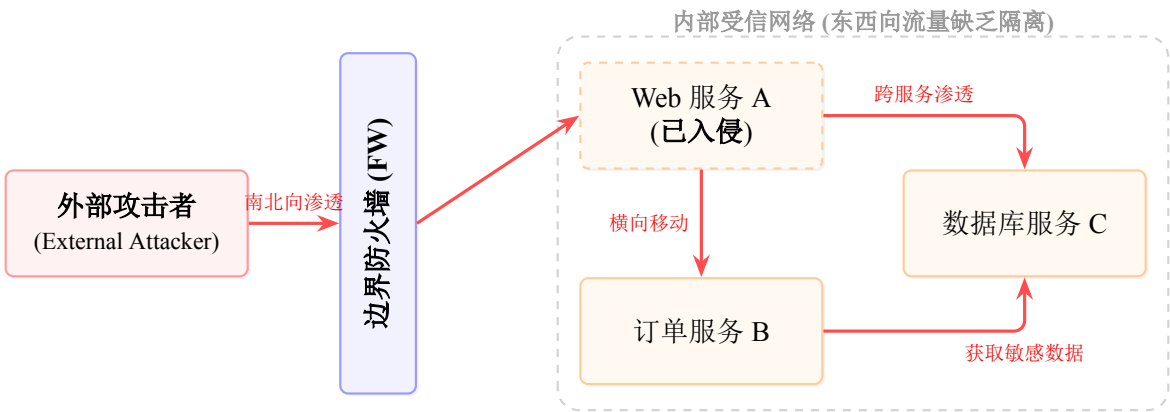 内部受信网络 (东西向流量缺乏隔离)
外部攻击者
(External Attacker)
南北向渗透
边界防火墙 (FW)
Web 服务 A
(已入侵)
跨服务渗透
横向移动
数据库服务 C
订单服务 B
获取敏感数据